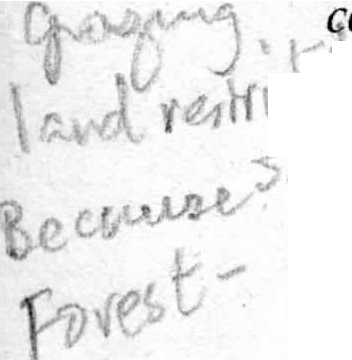 Grazing
land restri
Because
Forest-